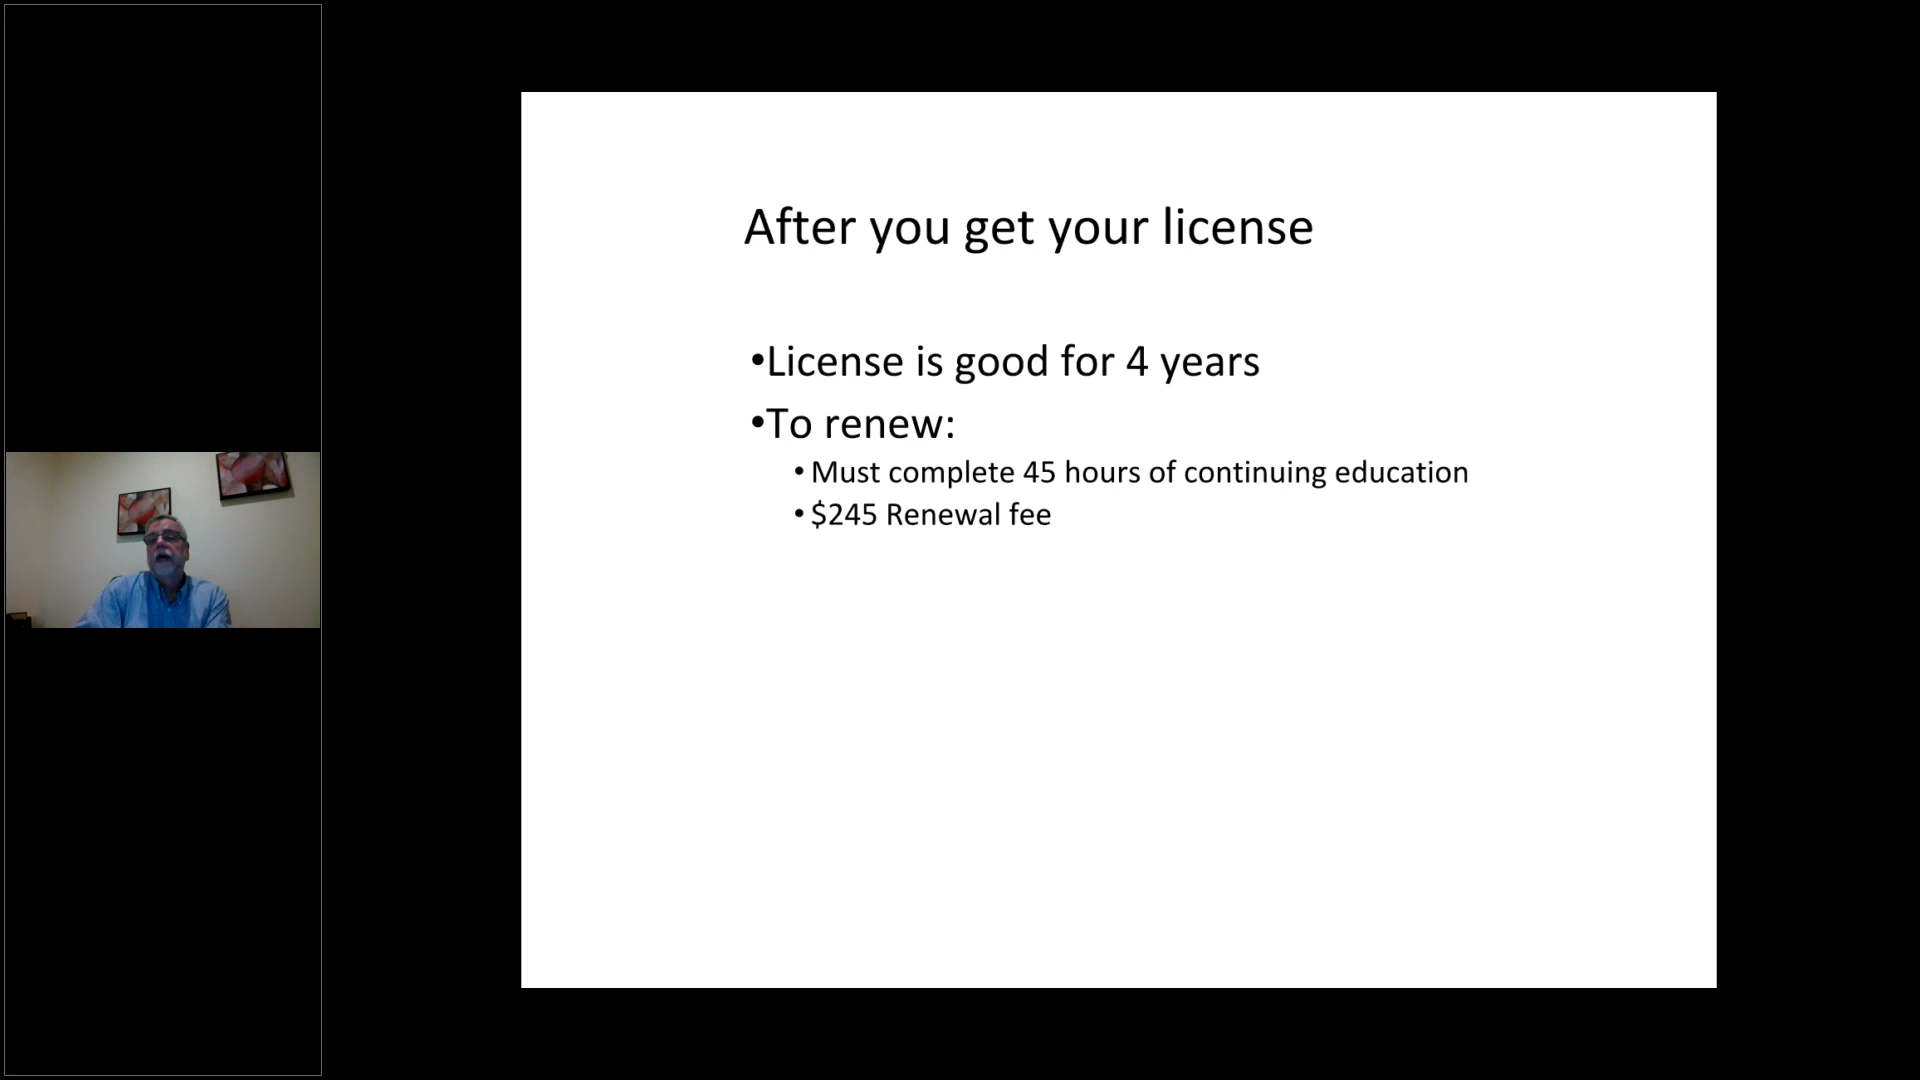 After you get your license
•License is good for 4 years
•To renew:
• Must complete 45 hours of continuing education
• $245 Renewal fee